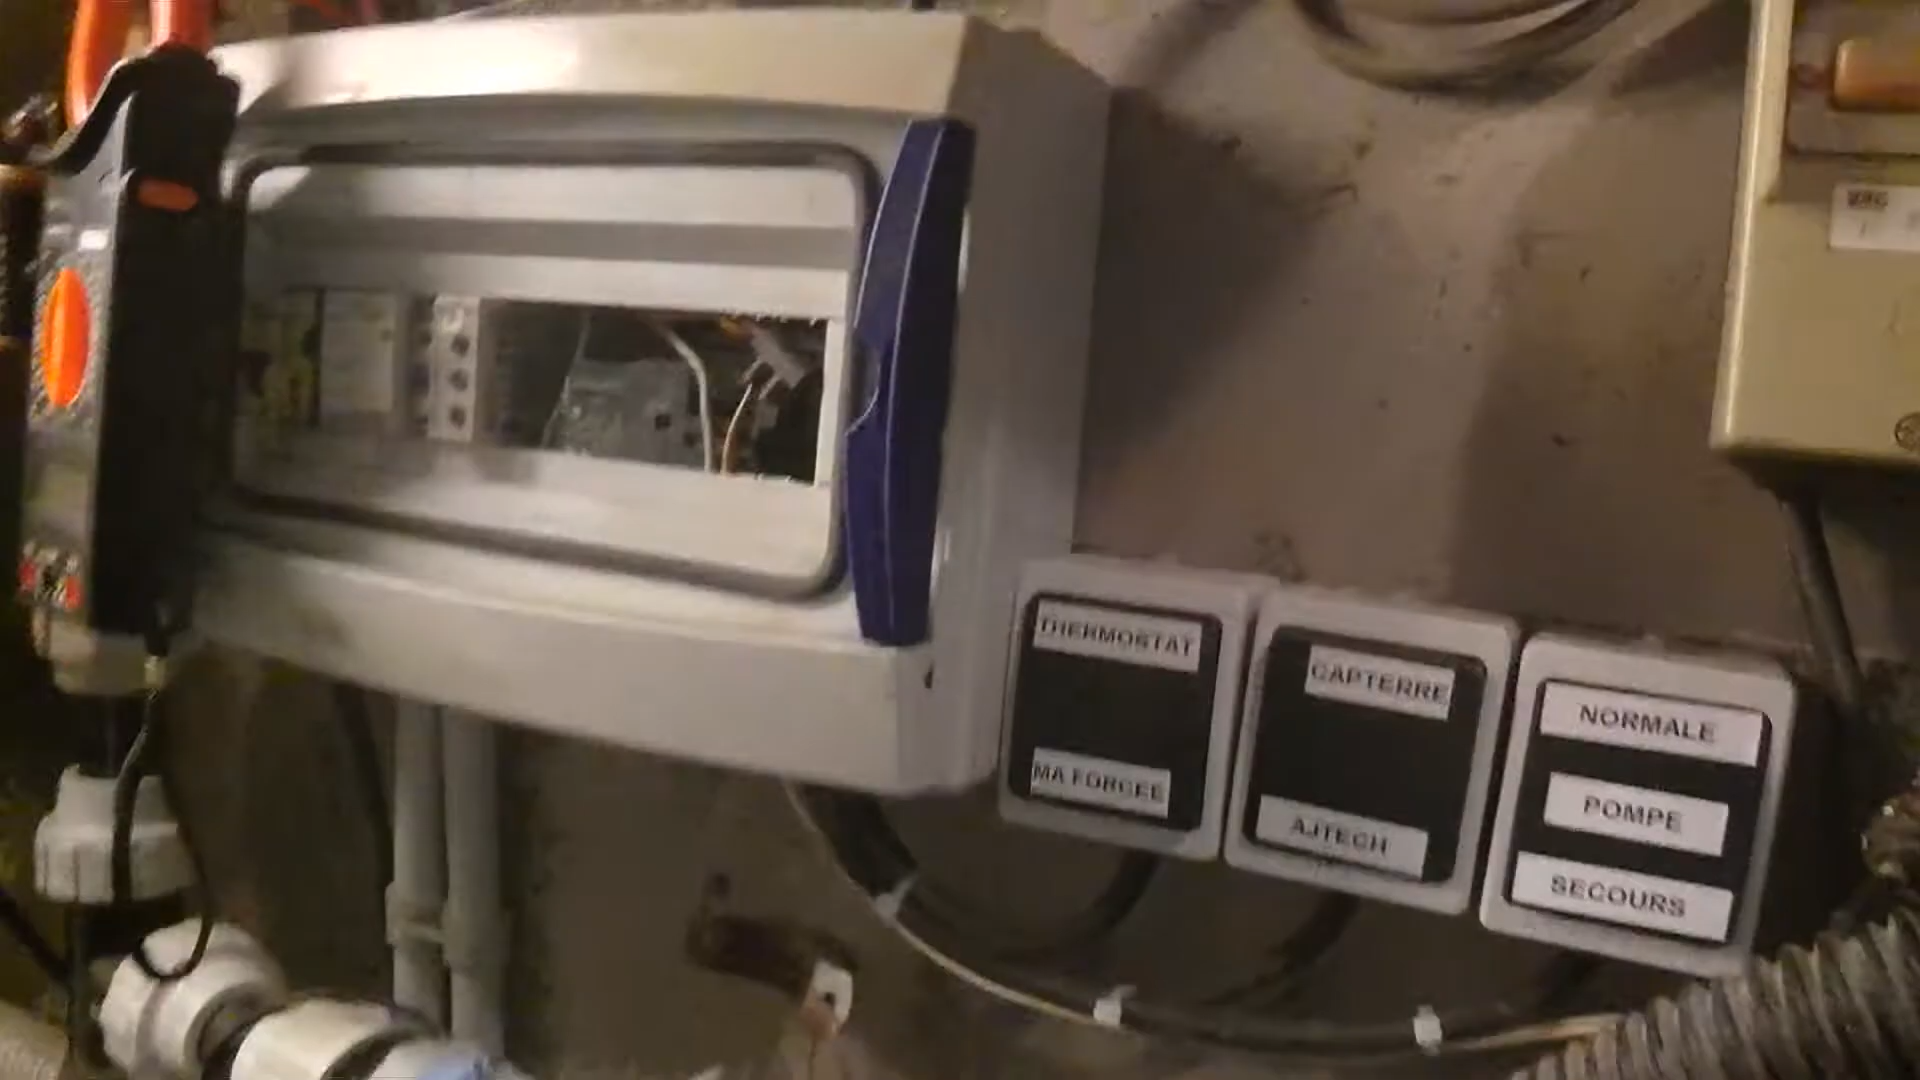 THERMOSTAT
MA FORCEE
CAPTERRE
AJTECH
NORMALE
POMPE
SECOURS